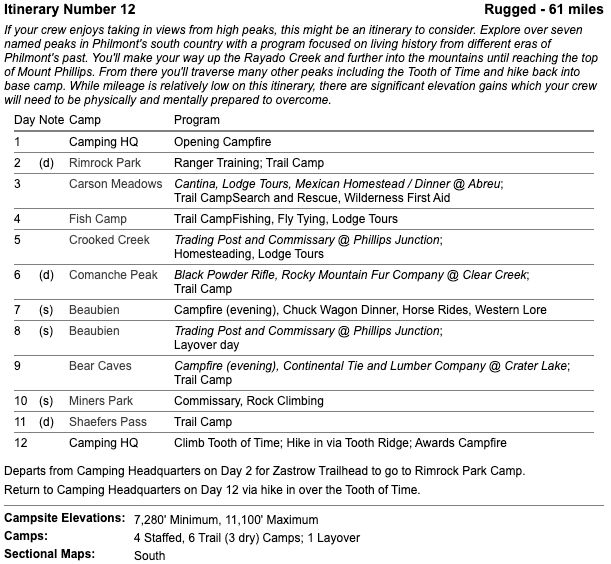 Itinerary Number 12 Rugged - 61 miles
If your crew enjoys taking in views from high peaks, this might be an itinerary to consider. Explore over seven
named peaks in Philmont's south country with a program focused on living history from different eras of
Philmont's past. You'll make your way up the Rayado Creek and further into the mountains until reaching the top
of Mount Phillips. From there you'll traverse many other peaks including the Tooth of Time and hike back into
base camp. While mileage is relatively low on this itinerary, there are significant elevation gains which your crew
will need to be physically and mentally prepared to overcome.
Day Note Camp Program
1 Camping HQ Opening Campfire
2 (d) Rimrock Park Ranger Training; Trail Camp
3 Carson Meadows Cantina, Lodge Tours, Mexican Homestead / Dinner @ Abreu;
Trail CampSearch and Rescue, Wilderness First Aid
4 Fish Camp Trail CampFishing, Fly Tying, Lodge Tours
5 Crooked Creek Trading Post and Commissary @ Phillips Junction;
Homesteading, Lodge Tours
6 (d) Comanche Peak Black Powder Rifle, Rocky Mountain Fur Company @ Clear Creek;
Trail Camp
7 (s) Beaubien Campfire (evening), Chuck Wagon Dinner, Horse Rides, Western Lore
8 (s) Beaubien Trading Post and Commissary @ Phillips Junction;
Layover day
9 Bear Caves Campfire (evening), Continental Tie and Lumber Company @ Crater Lake;
Trail Camp
10 (s) Miners Park Commissary, Rock Climbing
11 (d) Shaefers Pass Trail Camp
12 Camping HQ Climb Tooth of Time; Hike in via Tooth Ridge; Awards Campfire
Departs from Camping Headquarters on Day 2 for Zastrow Trailhead to go to Rimrock Park Camp.
Return to Camping Headquarters on Day 12 via hike in over the Tooth of Time.
Campsite Elevations: 7,280' Minimum, 11,100' Maximum
Camps: 4 Staffed, 6 Trail (3 dry) Camps; 1 Layover
Sectional Maps: South